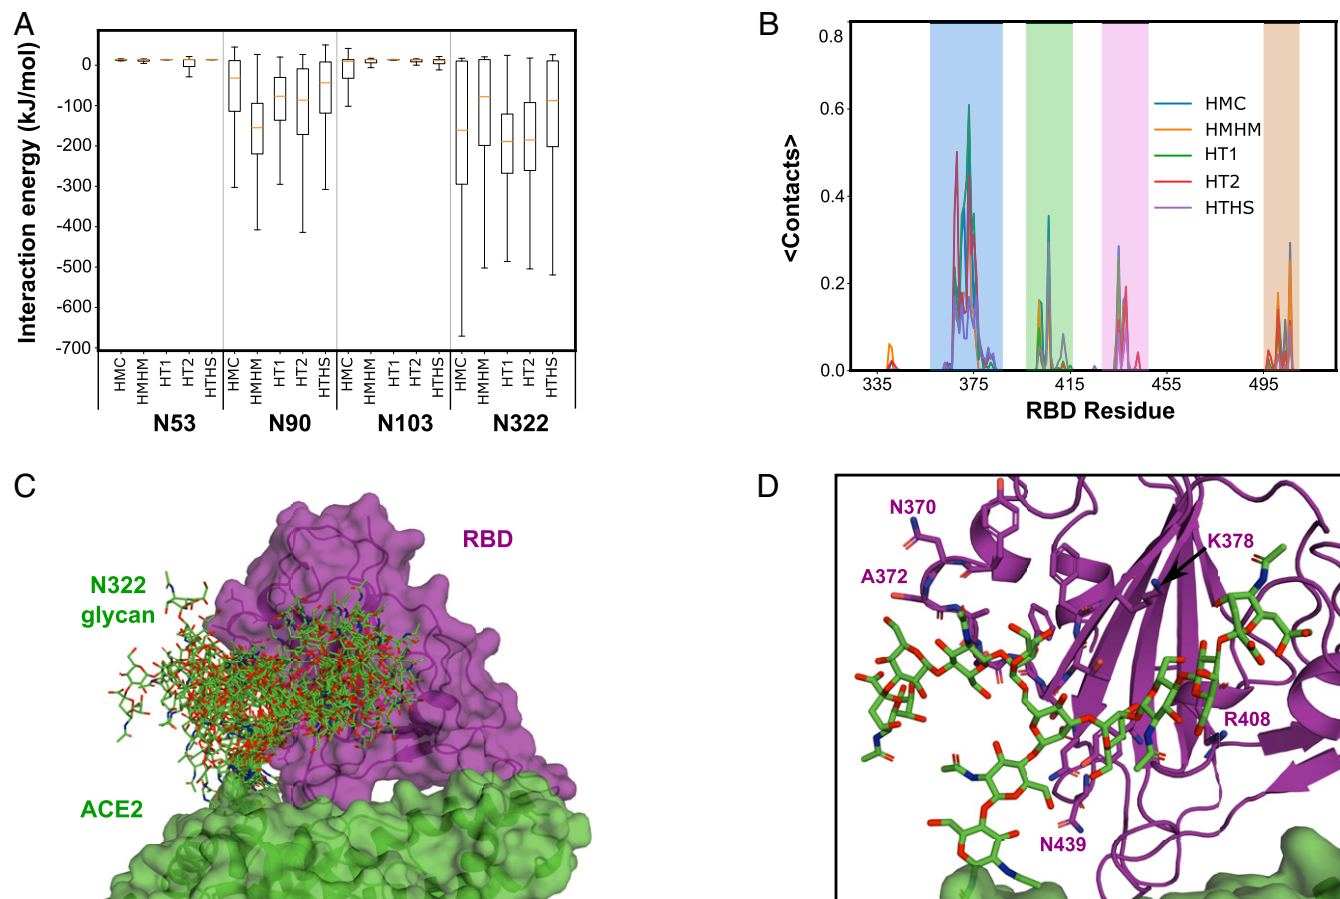 A
Interaction energy (kJ/mol)
0
-100
-200
-300
-400
-500
-600
-700
HMC
HMHM
HT1
HT2
HTHS
HMC
HMHM
HT1
HT2
HTHS
HMC
HMHM
HT1
HT2
HTHS
HMC
HMHM
HT1
HT2
HTHS
N53
N90
N103
N322
B
<Contacts>
0.8
0.6
0.4
0.2
0.0
335
375
415
455
495
RBD Residue
HMC
HMHM
HT1
HT2
HTHS
C
RBD
N322
glycan
ACE2
D
N370
K378
A372
R408
N439